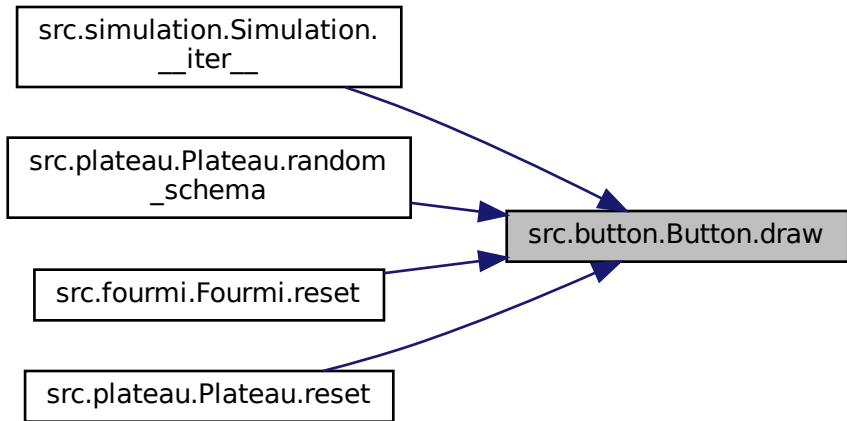 src.simulation.Simulation.
__iter__
src.plateau.Plateau.random
_schema
src.button.Button.draw
src.fourmi.Fourmi.reset
src.plateau.Plateau.reset